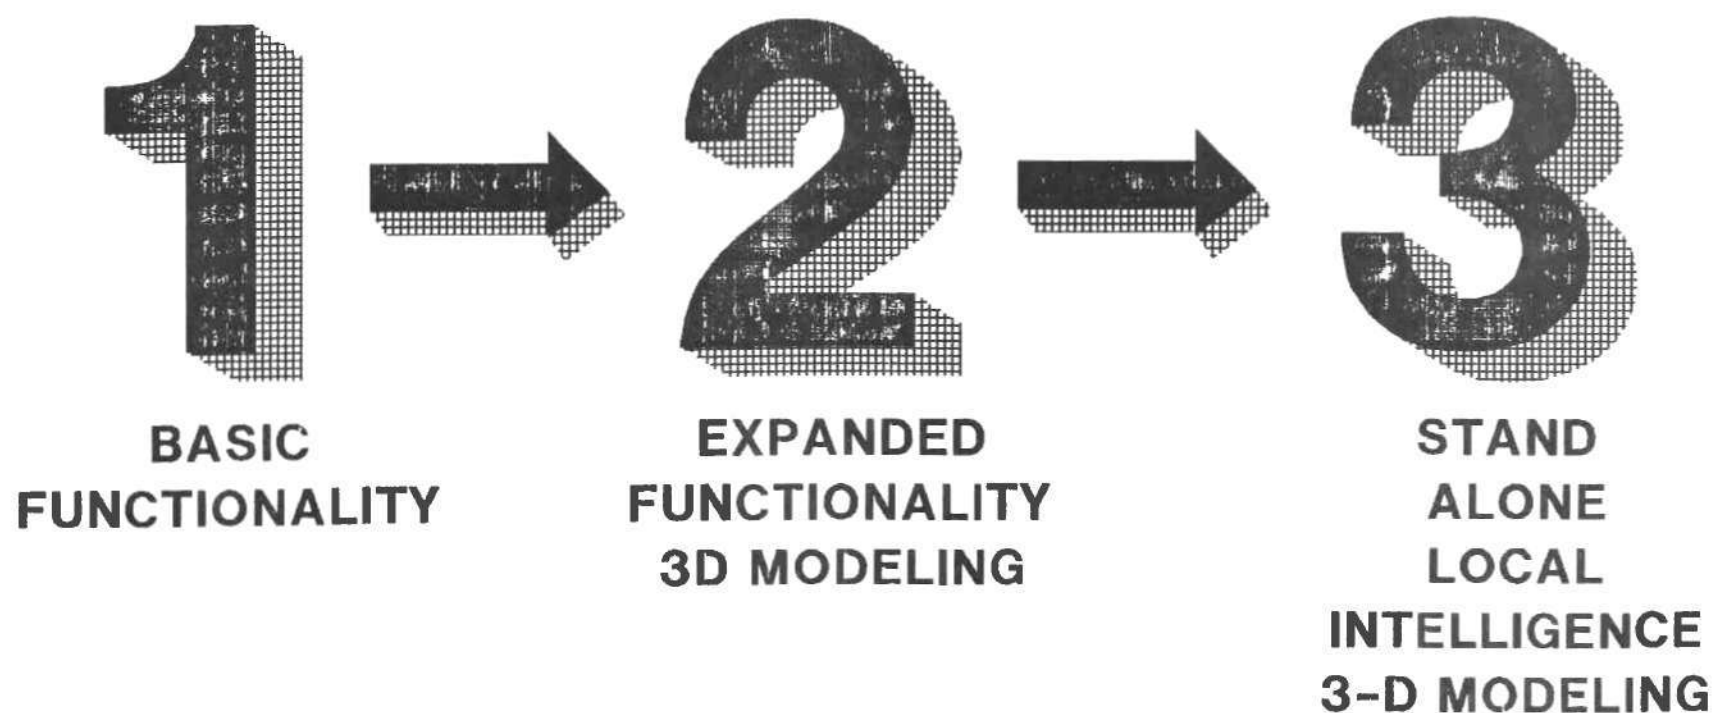 1
2
3
BASIC
FUNCTIONALITY
EXPANDED
FUNCTIONALITY
3D MODELING
STAND
ALONE
LOCAL
INTELLIGENCE
3-D MODELING